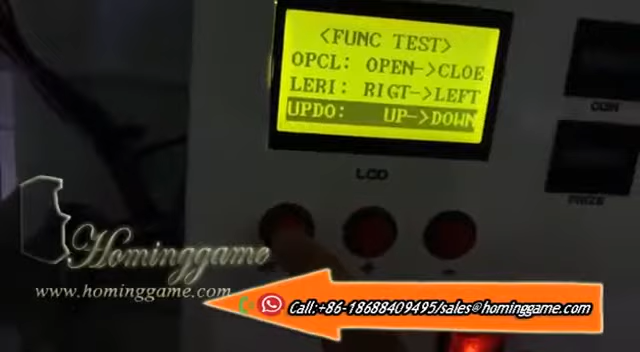 <FUNC TEST>
OPCL: OPEN->CLOE
LERI: RIGT->LEFT
UPDO: UP->DOWN
COIN
LCD
PRIZE
Hominggame
www.hominggame.com
Call:+86-18688409495/sales@hominggame.com